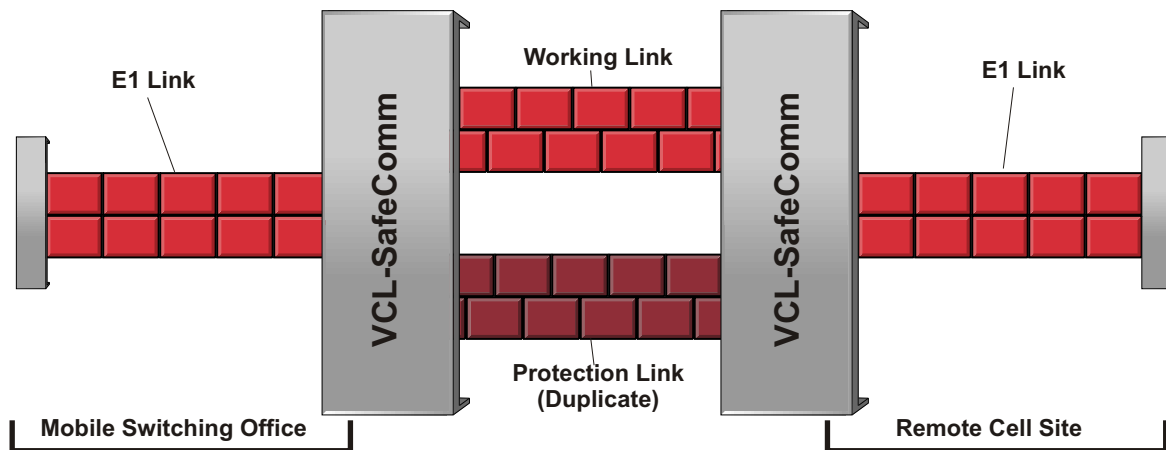 E1 Link
VCL-SafeComm
Working Link
Protection Link
(Duplicate)
VCL-SafeComm
E1 Link
Mobile Switching Office
Remote Cell Site